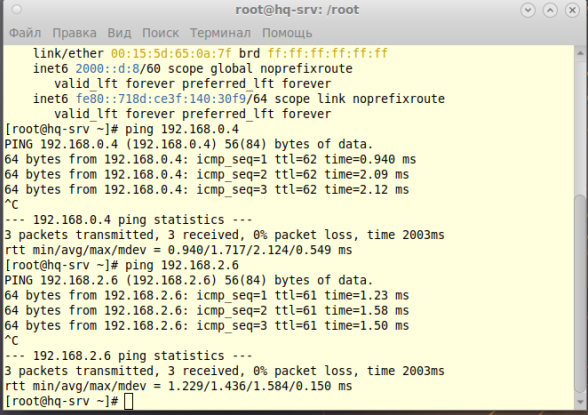 root@hq-srv: /root
Файл Правка Вид Поиск Терминал Помощь
link/ether 00:15:5d:65:0a:7f brd ff:ff:ff:ff:ff:ff
inet6 2000::d:8/60 scope global noprefixroute
valid_lft forever preferred_lft forever
inet6 fe80::718d:ce3f:140:30f9/64 scope link noprefixroute
valid_lft forever preferred_lft forever
[root@hq-srv ~]# ping 192.168.0.4
PING 192.168.0.4 (192.168.0.4) 56(84) bytes of data.
64 bytes from 192.168.0.4: icmp_seq=1 ttl=62 time=0.940 ms
64 bytes from 192.168.0.4: icmp_seq=2 ttl=62 time=2.09 ms
64 bytes from 192.168.0.4: icmp_seq=3 ttl=62 time=2.12 ms
^C
--- 192.168.0.4 ping statistics ---
3 packets transmitted, 3 received, 0% packet loss, time 2003ms
rtt min/avg/max/mdev = 0.940/1.717/2.124/0.549 ms
[root@hq-srv ~]# ping 192.168.2.6
PING 192.168.2.6 (192.168.2.6) 56(84) bytes of data.
64 bytes from 192.168.2.6: icmp_seq=1 ttl=61 time=1.23 ms
64 bytes from 192.168.2.6: icmp_seq=2 ttl=61 time=1.58 ms
64 bytes from 192.168.2.6: icmp_seq=3 ttl=61 time=1.50 ms
^C
--- 192.168.2.6 ping statistics ---
3 packets transmitted, 3 received, 0% packet loss, time 2003ms
rtt min/avg/max/mdev = 1.229/1.436/1.584/0.150 ms
[root@hq-srv ~]#